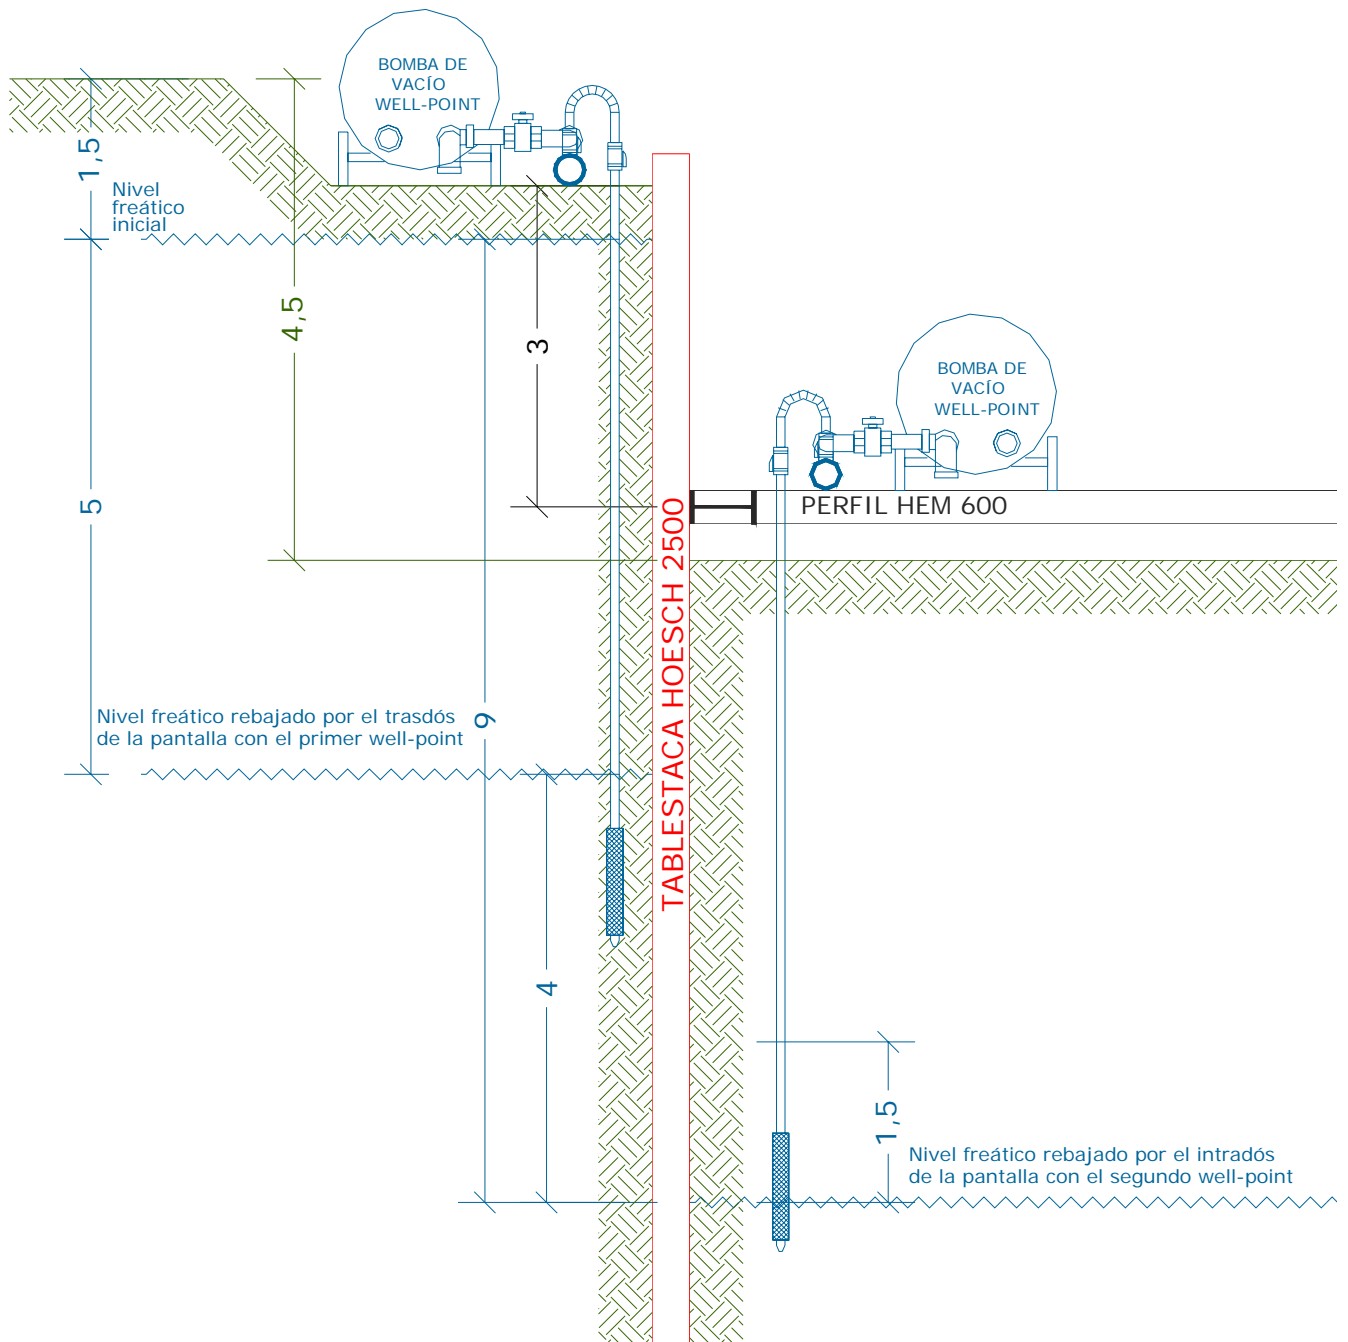 BOMBA DE
VACÍO
WELL-POINT
1,5
Nivel
freático
inicial
4,5
3
BOMBA DE
VACÍO
WELL-POINT
5
PERFIL HEM 600
TABLESTACA HOESCH 2500
Nivel freático rebajado por el trasdós
de la pantalla con el primer well-point
9
4
1,5
Nivel freático rebajado por el intradós
de la pantalla con el segundo well-point